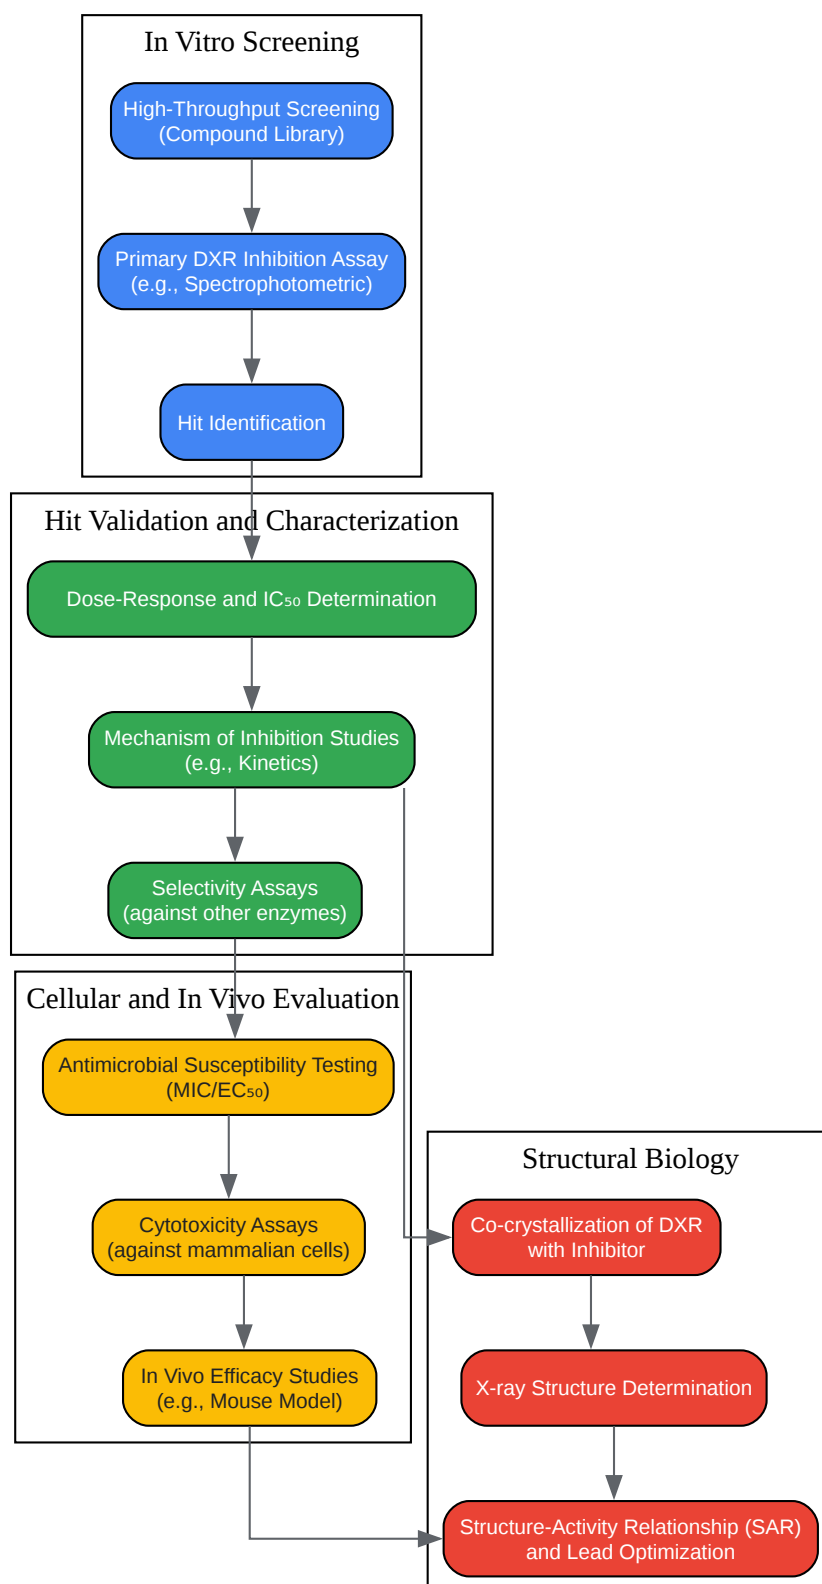 In Vitro Screening
High-Throughput Screening
(Compound Library)
Primary DXR Inhibition Assay
(e.g., Spectrophotometric)
Hit Identification
Hit Validation and Characterization
Dose-Response and IC₅₀ Determination
Mechanism of Inhibition Studies
(e.g., Kinetics)
Selectivity Assays
(against other enzymes)
Cellular and In Vivo Evaluation
Antimicrobial Susceptibility Testing
(MIC/EC₅₀)
Cytotoxicity Assays
(against mammalian cells)
In Vivo Efficacy Studies
(e.g., Mouse Model)
Structural Biology
Co-crystallization of DXR
with Inhibitor
X-ray Structure Determination
Structure-Activity Relationship (SAR)
and Lead Optimization